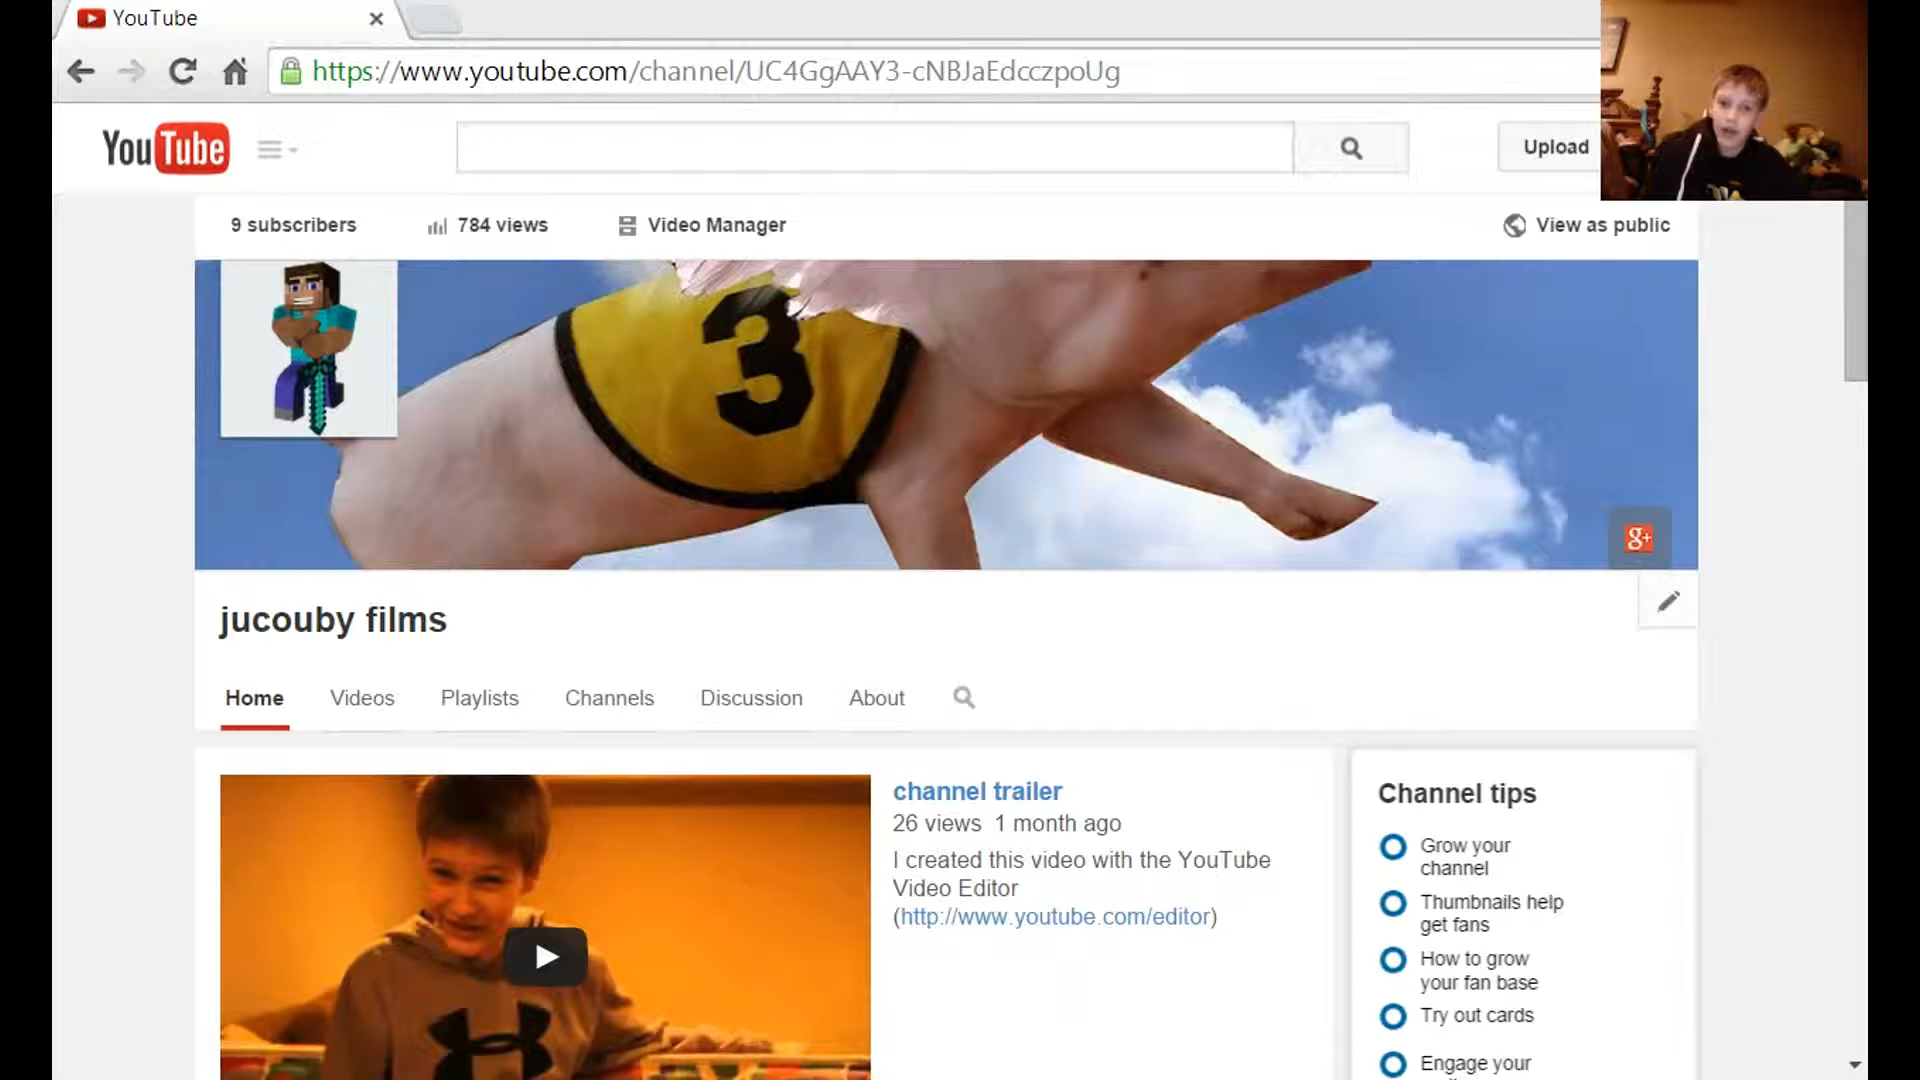 YouTube
https://www.youtube.com/channel/UC4GgAAY3-cNBJaEdcczpoUg
YouTube
Upload
9 subscribers
784 views
Video Manager
View as public
3
g+
jucouby films
Home
Videos
Playlists
Channels
Discussion
About
channel trailer
26 views 1 month ago
I created this video with the YouTube
Video Editor
(http://www.youtube.com/editor)
Channel tips
Grow your
channel
Thumbnails help
get fans
How to grow
your fan base
Try out cards
Engage your